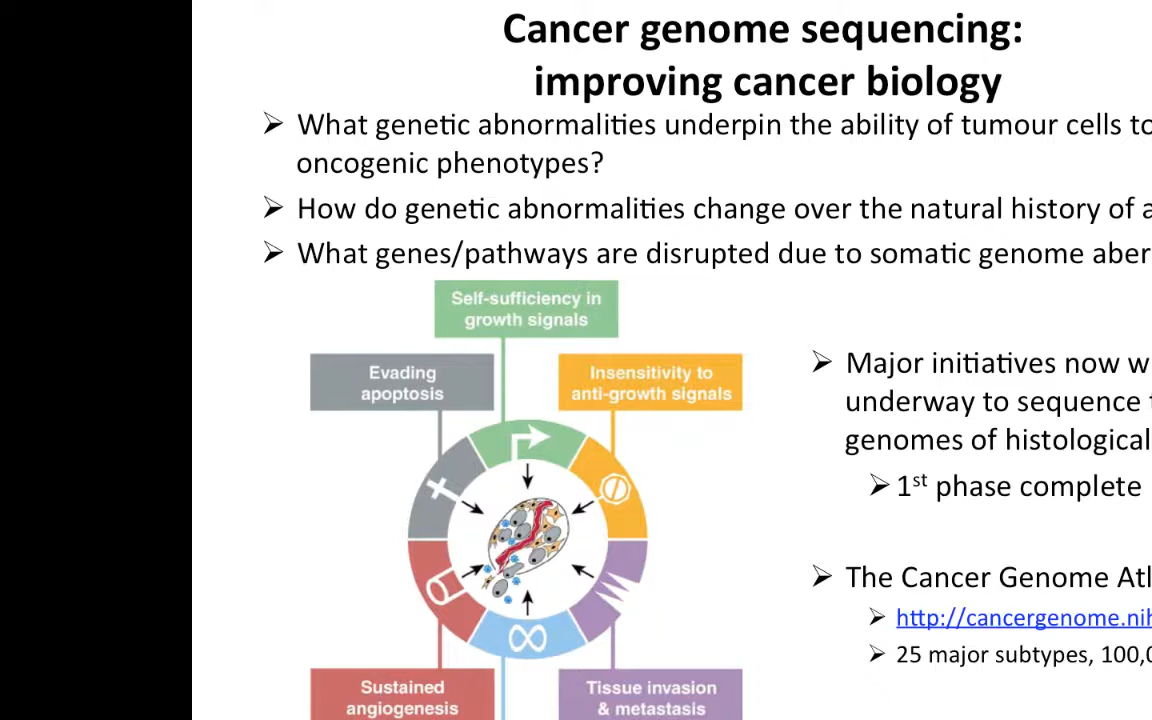 Cancer genome sequencing:
improving cancer biology
➢ What genetic abnormalities underpin the ability of tumour cells to
oncogenic phenotypes?
➢ How do genetic abnormalities change over the natural history of a
➢ What genes/pathways are disrupted due to somatic genome aber
Self-sufficiency in
growth signals
Evading
apoptosis
Insensitivity to
anti-growth signals
Sustained
angiogenesis
Tissue invasion
& metastasis
➢ Major initiatives now w
underway to sequence t
genomes of histological
➢ 1st phase complete
➢ The Cancer Genome Atl
➢ http://cancergenome.nih
➢ 25 major subtypes, 100,0